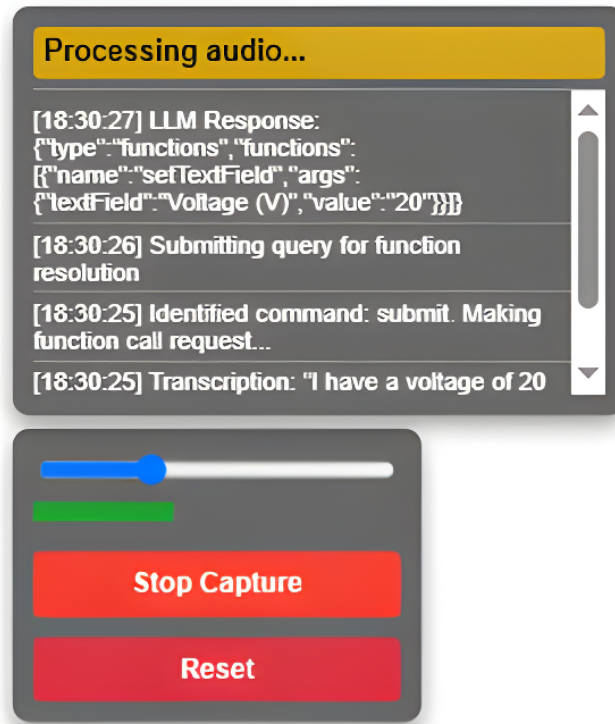 Processing audio...
[18:30:27] LLM Response:
{"type":"functions","functions":
[{"name":"setTextField","args":
{"textField":"Voltage (V)","value":"20"}}]}
[18:30:26] Submitting query for function
resolution
[18:30:25] Identified command: submit. Making
function call request...
[18:30:25] Transcription: "I have a voltage of 20
Stop Capture
Reset